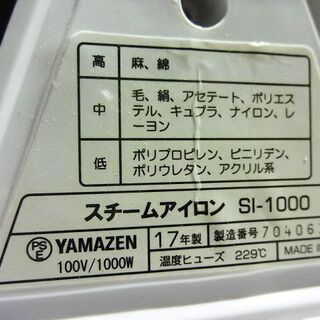 高 麻、綿
中 毛、絹、アセテート、ポリエス
テル、キュプラ、ナイロン、レ
ーヨン
低 ポリプロピレン、ビニリデン、
ポリウレタン、アクリル系
スチームアイロン SI-1000
PS
E YAMAZEN 17年製 製造番号 70406
100V/1000W 温度ヒューズ 229℃ MADE